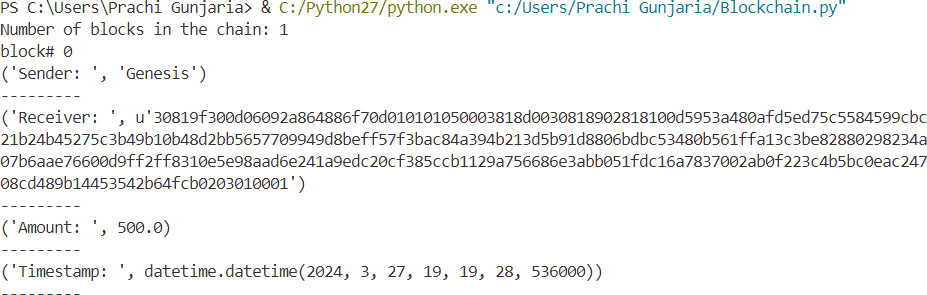 PS C:\Users\Prachi Gunjaria> & C:/Python27/python.exe "c:/Users/Prachi Gunjaria/Blockchain.py"
Number of blocks in the chain: 1
block# 0
('Sender: ', 'Genesis')
---------
('Receiver: ', u'30819f300d06092a864886f70d010101050003818d0030818902818100d5953a480afd5ed75c5584599cbc
21b24b45275c3b49b10b48d2bb5657709949d8beff57f3bac84a394b213d5b91d8806bdbc53480b561ffa13c3be82880298234a
07b6aae76600d9ff2ff8310e5e98aad6e241a9edc20cf385ccb1129a756686e3abb051fdc16a7837002ab0f223c4b5bc0eac247
08cd489b14453542b64fcb0203010001')
---------
('Amount: ', 500.0)
---------
('Timestamp: ', datetime.datetime(2024, 3, 27, 19, 19, 28, 536000))
---------